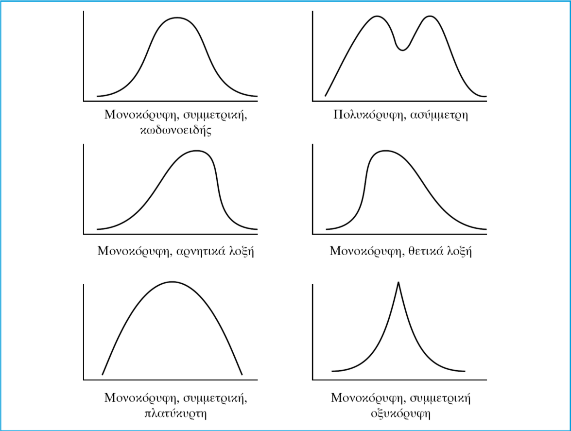 Μονοκόρυφη, συμμετρική,
κωδωνοειδής
Πολυκόρυφη, ασύμμετρη
Μονοκόρυφη, αρνητικά λοξή
Μονοκόρυφη, θετικά λοξή
Μονοκόρυφη, συμμετρική,
πλατύκυρτη
Μονοκόρυφη, συμμετρική
οξυκόρυφη